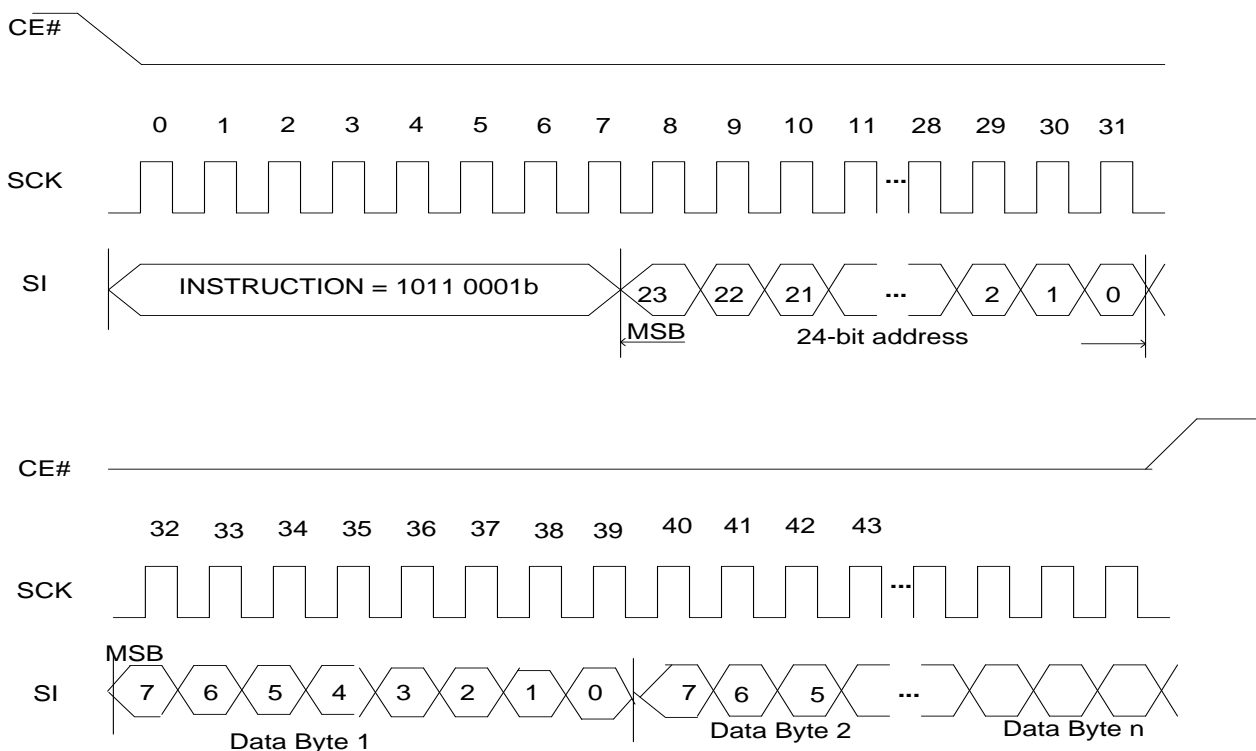 CE#
0 1 2 3 4 5 6 7 8 9 10 11 28 29 30 31
SCK ...
SI INSTRUCTION = 1011 0001b 23 22 21 ... 2 1 0
MSB 24-bit address
CE#
32 33 34 35 36 37 38 39 40 41 42 43
SCK ...
MSB
SI 7 6 5 4 3 2 1 0 7 6 5 ...
Data Byte 1 Data Byte 2 Data Byte n